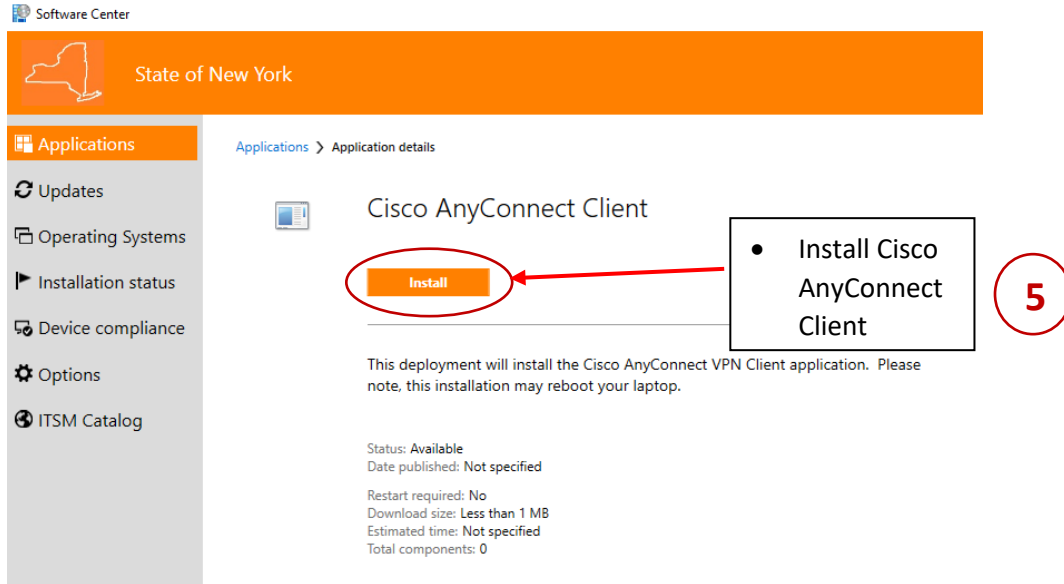 Software Center
State of New York
Applications
Updates
Operating Systems
Installation status
Device compliance
Options
ITSM Catalog
Applications > Application details
Cisco AnyConnect Client
Install
• Install Cisco
AnyConnect
Client
5
This deployment will install the Cisco AnyConnect VPN Client application. Please
note, this installation may reboot your laptop.
Status: Available
Date published: Not specified
Restart required: No
Download size: Less than 1 MB
Estimated time: Not specified
Total components: 0